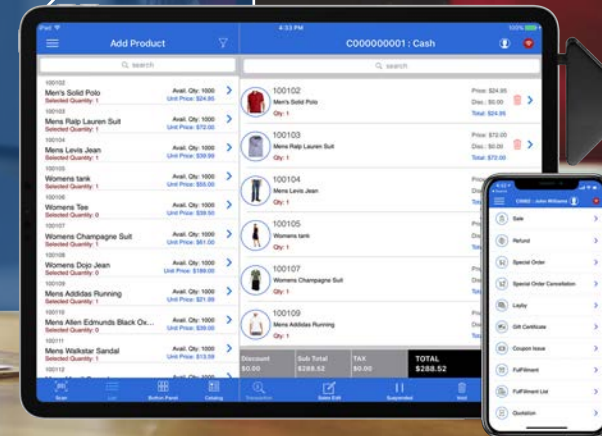 iPad
4:33 PM
100%
Add Product
C000000001 : Cash
search
search
100102
Men's Solid Polo
Avail. Qty: 1000
Selected Quantity: 1
Unit Price: $24.95
100103
Mens Ralp Lauren Suit
Avail. Qty: 1000
Selected Quantity: 1
Unit Price: $72.00
100104
Mens Levis Jean
Avail. Qty: 1000
Selected Quantity: 1
Unit Price: $39.99
100105
Womens tank
Avail. Qty: 1000
Selected Quantity: 1
Unit Price: $55.00
100106
Womens Tee
Avail. Qty: 1000
Selected Quantity: 0
Unit Price: $39.50
100107
Womens Champagne Suit
Avail. Qty: 1000
Selected Quantity: 1
Unit Price: $61.00
100108
Womens Dojo Jean
Avail. Qty: 1000
Selected Quantity: 0
Unit Price: $189.00
100109
Mens Addidas Running
Avail. Qty: 1000
Selected Quantity: 1
100110
Mens Allen Edmunds Black Ox...
Avail. Qty: 1000
Selected Quantity: 0
Unit Price: $39.00
100111
Mens Walkstar Sandal
Avail. Qty: 1000
Selected Quantity: 1
Unit Price: $13.59
100112
Scan
List
Button Panel
Catalog
100102
Men's Solid Polo
Qty: 1
Price: $24.95
Disc.: $0.00
Total: $24.95
100103
Mens Ralp Lauren Suit
Qty: 1
Price: $72.00
Disc.: $0.00
Total: $72.00
100104
Mens Levis Jean
Qty: 1
100105
Womens tank
Qty: 1
100107
Womens Champagne Suit
Qty: 1
100109
Mens Addidas Running
Qty: 1
Discount
$0.00
Sub Total
$288.52
TAX
$0.00
TOTAL
$288.52
Transaction
Sales Edit
Suspended
Void
John Williams
Sale
Refund
Special Order
Special Order Cancellation
Layby
Gift Certificate
Coupon Issue
FulFillment
FulFillment List
Quotation